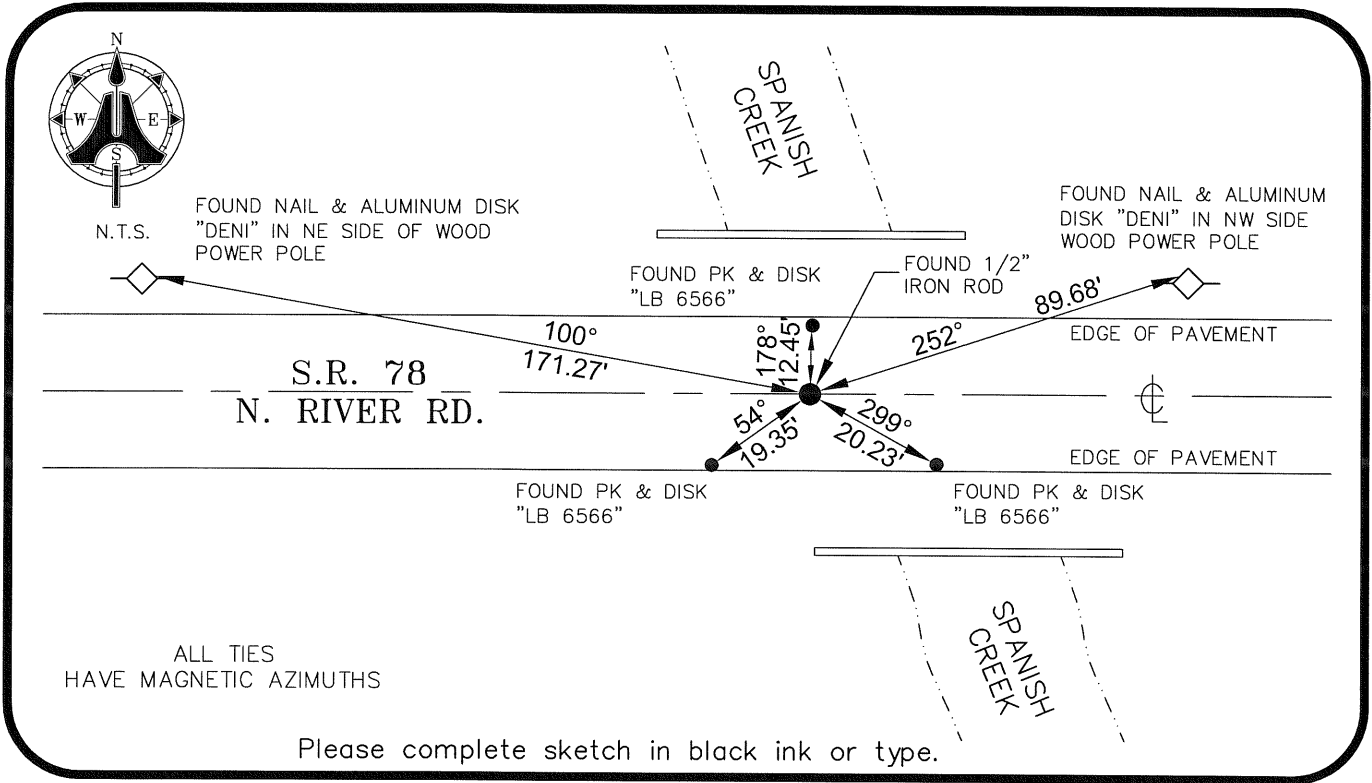 N
W
E
S
N.T.S.
FOUND NAIL & ALUMINUM DISK
"DENI" IN NE SIDE OF WOOD
POWER POLE
SPANISH
CREEK
FOUND NAIL & ALUMINUM
DISK "DENI" IN NW SIDE
WOOD POWER POLE
FOUND PK & DISK
"LB 6566"
FOUND 1/2"
IRON ROD
89.68'
252°
EDGE OF PAVEMENT
100°
171.27'
178°
12.45'
S.R. 78
N. RIVER RD.
℄
54°
19.35'
299°
20.23'
EDGE OF PAVEMENT
FOUND PK & DISK
"LB 6566"
FOUND PK & DISK
"LB 6566"
SPANISH
CREEK
ALL TIES
HAVE MAGNETIC AZIMUTHS
Please complete sketch in black ink or type.